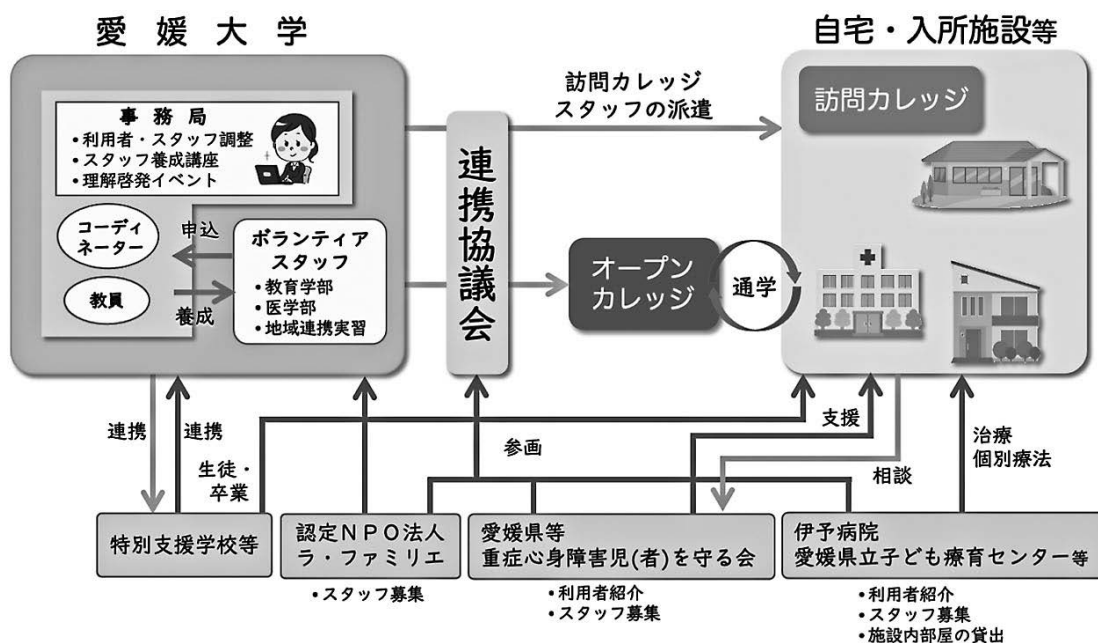 愛媛大学
事務局
•利用者・スタッフ調整
•スタッフ養成講座
•理解啓発イベント
コーディ
ネーター
教員
申込
養成
ボランティア
スタッフ
•教育学部
•医学部
•地域連携実習
連携協議会
訪問カレッジ
スタッフの派遣
オープン
カレッジ
通学
自宅・入所施設等
訪問カレッジ
連携
連携
生徒・
卒業
参画
支援
相談
治療
個別療法
特別支援学校等
認定NPO法人
ラ・ファミリエ
•スタッフ募集
愛媛県等
重症心身障害児(者)を守る会
•利用者紹介
•スタッフ募集
伊予病院
愛媛県立子ども療育センター等
•利用者紹介
•スタッフ募集
•施設内部屋の貸出